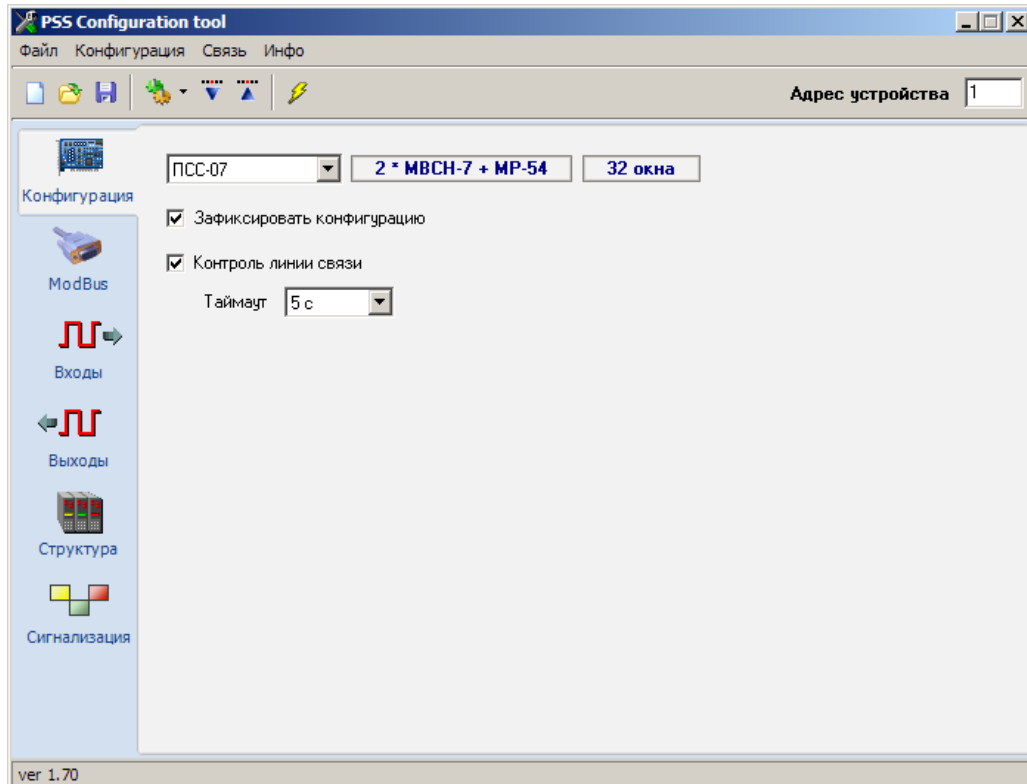 PSS Configuration tool
Файл Конфигурация Связь Инфо
Адрес устройства 1
Конфигурация
ПСС-07 2 * МВСН-7 + МР-54 32 окна
Зафиксировать конфигурацию
Контроль линии связи
Таймаут 5 с
ModBus
Входы
Выходы
Структура
Сигнализация
ver 1.70